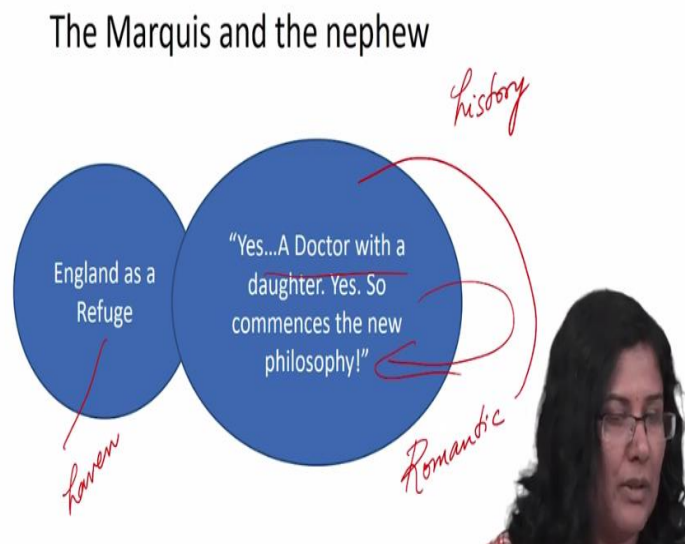 The Marquis and the nephew
history
England as a
Refuge
“Yes...A Doctor with a
daughter. Yes. So
commences the new
philosophy!”
haven
Romantic